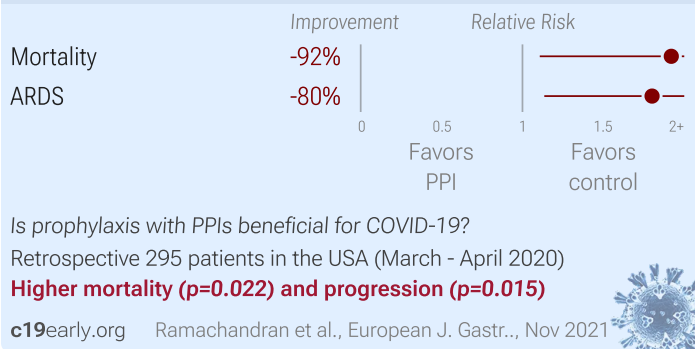 Improvement Relative Risk
Mortality -92%
ARDS -80%
0 0.5 1 1.5 2+
Favors Favors
PPI control
Is prophylaxis with PPIs beneficial for COVID-19?
Retrospective 295 patients in the USA (March - April 2020)
Higher mortality (p=0.022) and progression (p=0.015)
c19early.org Ramachandran et al., European J. Gastr.., Nov 2021